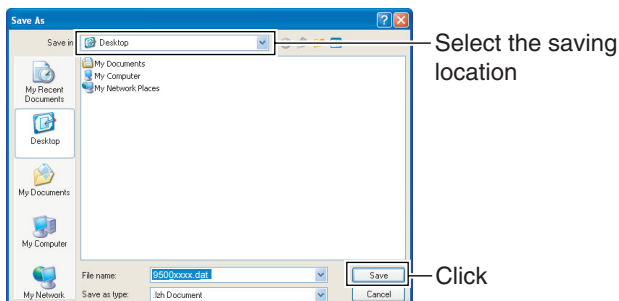 Save As
Save in
Desktop
Select the saving
location
My Documents
My Computer
My Network Places
My Recent
Documents
Desktop
My Documents
My Computer
My Network
File name:
9500xxxx.dat
Save
Click
Save as type:
.lzh Document
Cancel